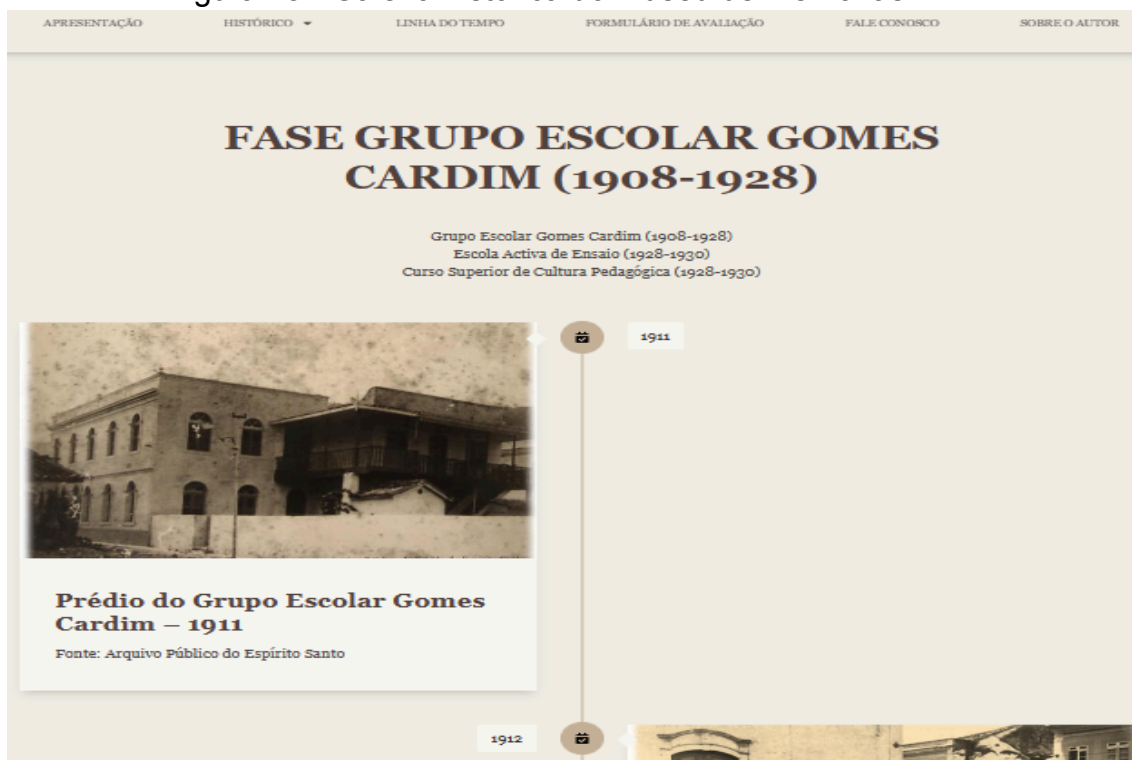 APRESENTAÇÃO HISTÓRICO LINHA DO TEMPO FORMULÁRIO DE AVALIAÇÃO FALE CONOSCO SOBRE O AUTOR
FASE GRUPO ESCOLAR GOMES
CARDIM (1908-1928)
Grupo Escolar Gomes Cardim (1908-1928)
Escola Activa de Ensaio (1928-1930)
Curso Superior de Cultura Pedagógica (1928-1930)
1911
Prédio do Grupo Escolar Gomes
Cardim – 1911
Fonte: Arquivo Público do Espírito Santo
1912